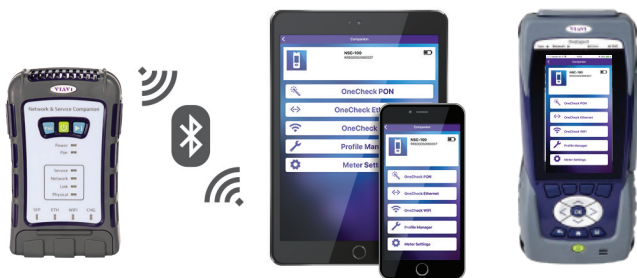 VIAVI
Network & Service Companion
Power
Pon
Service
Network
Link
Physical
SFP ETH WIFI CHG
Companion
NSC-100
OneCheck PON
OneCheck Eth
OneCheck
Profile Man
Meter Sett
Companion
NSC-100
OneCheck PON
OneCheck Ethernet
OneCheck WiFi
Profile Manager
Meter Settings
VIAVI
Companion
NSC-100
OneCheck PON
OneCheck Ethernet
OneCheck WiFi
Profile Manager
Meter Settings
OK